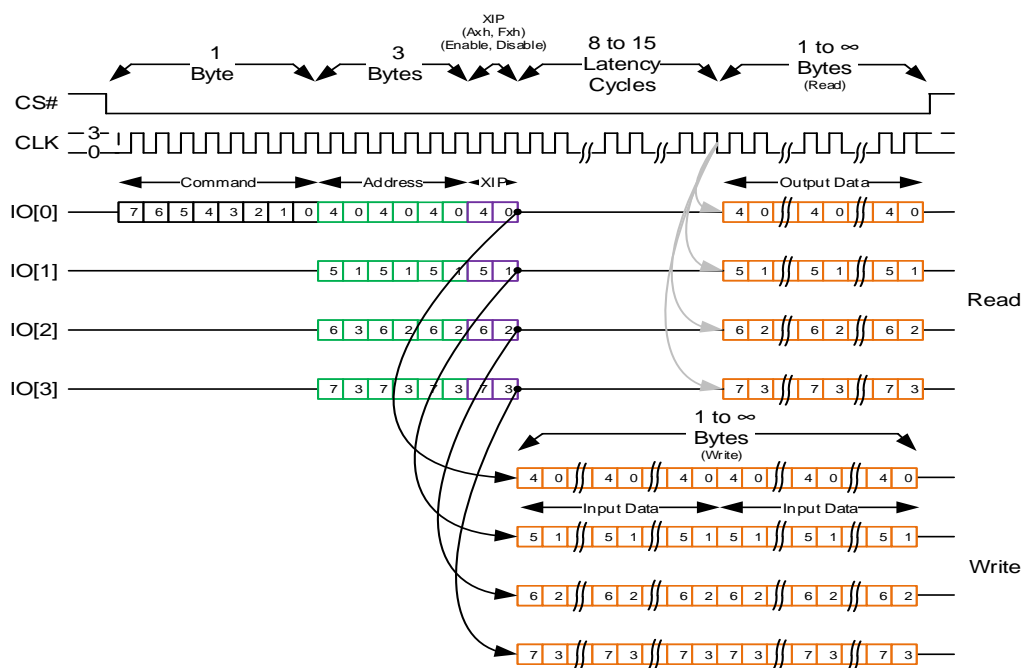 XIP
(Axh, Fxh)
(Enable, Disable)
1
Byte
3
Bytes
8 to 15
Latency
Cycles
1 to ∞
Bytes
(Read)
CS#
CLK 3
0
Command Address XIP Output Data
IO[0] 7 6 5 4 3 2 1 0 4 0 4 0 4 0 4 0 4 0 4 0 4 0
IO[1] 5 1 5 1 5 1 5 1 5 1 5 1 5 1
Read
IO[2] 6 3 6 2 6 2 6 2 6 2 6 2 6 2
IO[3] 7 3 7 3 7 3 7 3 7 3 7 3 7 3
1 to ∞
Bytes
(Write)
4 0 4 0 4 0 4 0 4 0 4 0
Input Data Input Data
5 1 5 1 5 1 5 1 5 1 5 1
Write
6 2 6 2 6 2 6 2 6 2 6 2
7 3 7 3 7 3 7 3 7 3 7 3